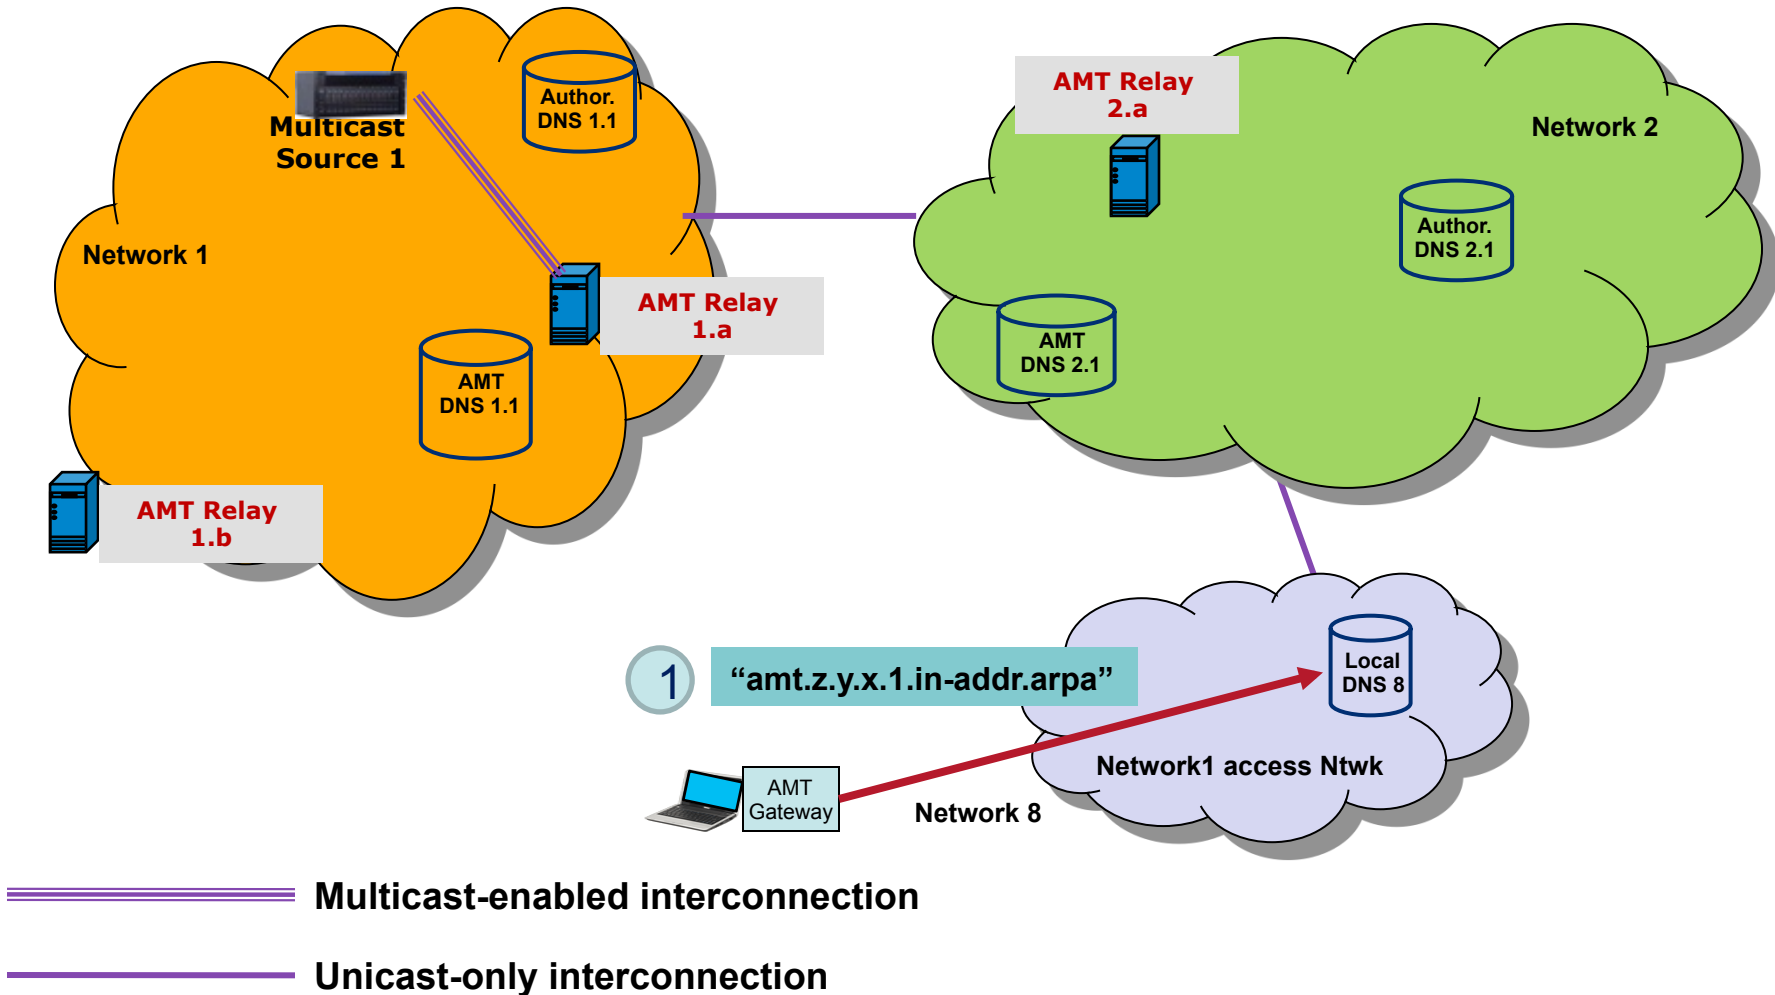 Author.
DNS 1.1
Multicast
Source 1
Network 1
AMT Relay
1.a
AMT
DNS 1.1
AMT Relay
1.b
AMT Relay
2.a
Network 2
Author.
DNS 2.1
AMT
DNS 2.1
1
“amt.z.y.x.1.in-addr.arpa”
Local
DNS 8
Network1 access Ntwk
AMT
Gateway
Network 8
Multicast-enabled interconnection
Unicast-only interconnection